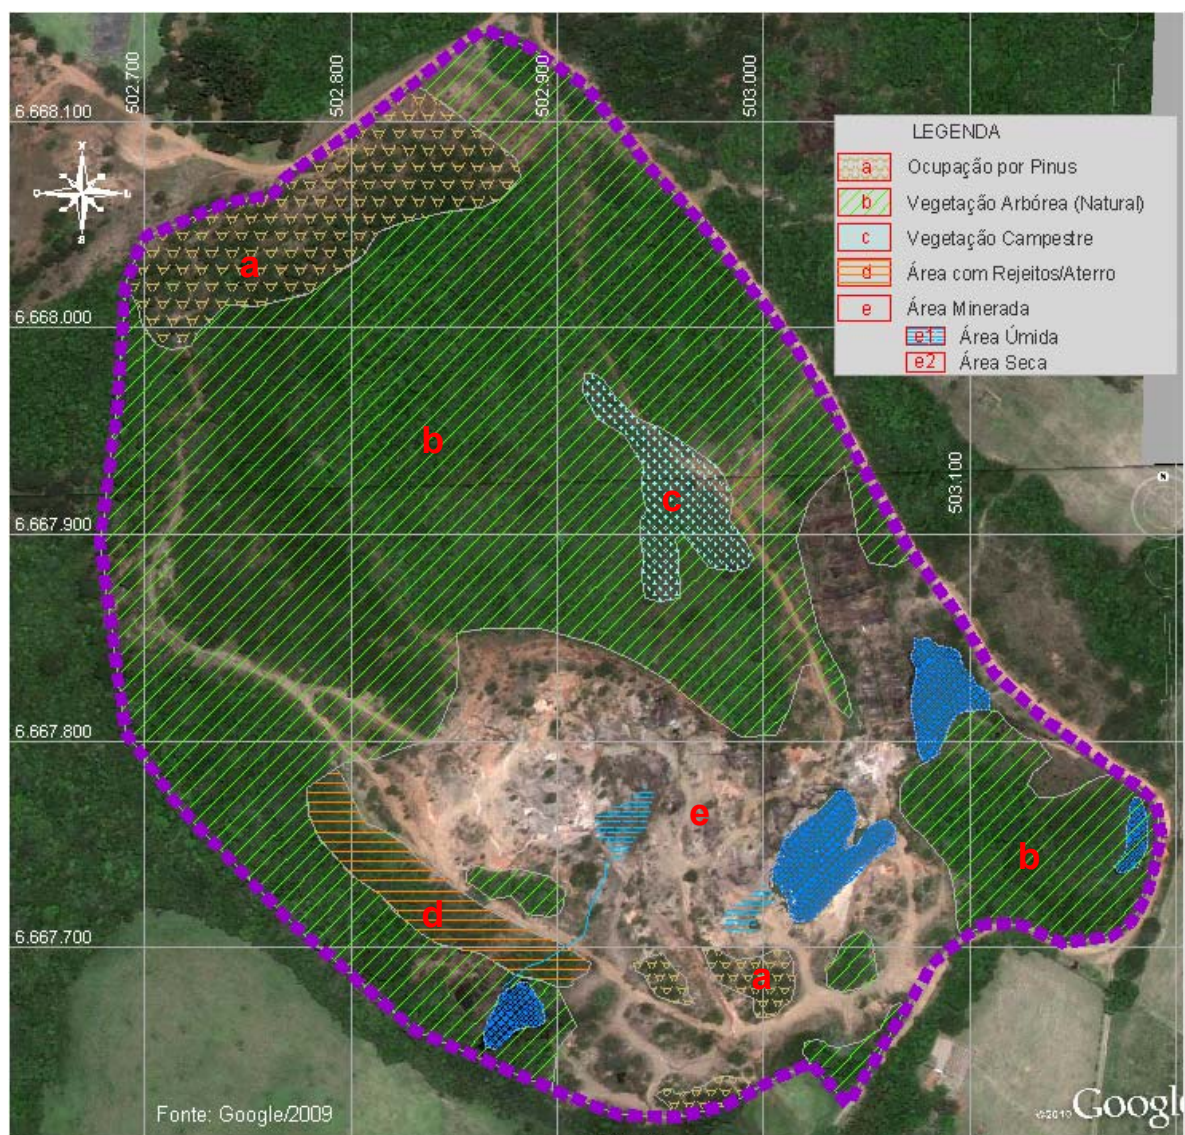 502.700
502.800
502.900
503.000
6.668.100
LEGENDA
a Ocupação por Pinus
b Vegetação Arbórea (Natural)
c Vegetação Campestre
d Área com Rejeitos/Aterro
e Área Minerada
e1 Área Úmida
e2 Área Seca
a
6.668.000
b
503.100
c
N
6.667.900
6.667.800
e
b
d
6.667.700
a
Fonte: Google/2009
©2010 Google